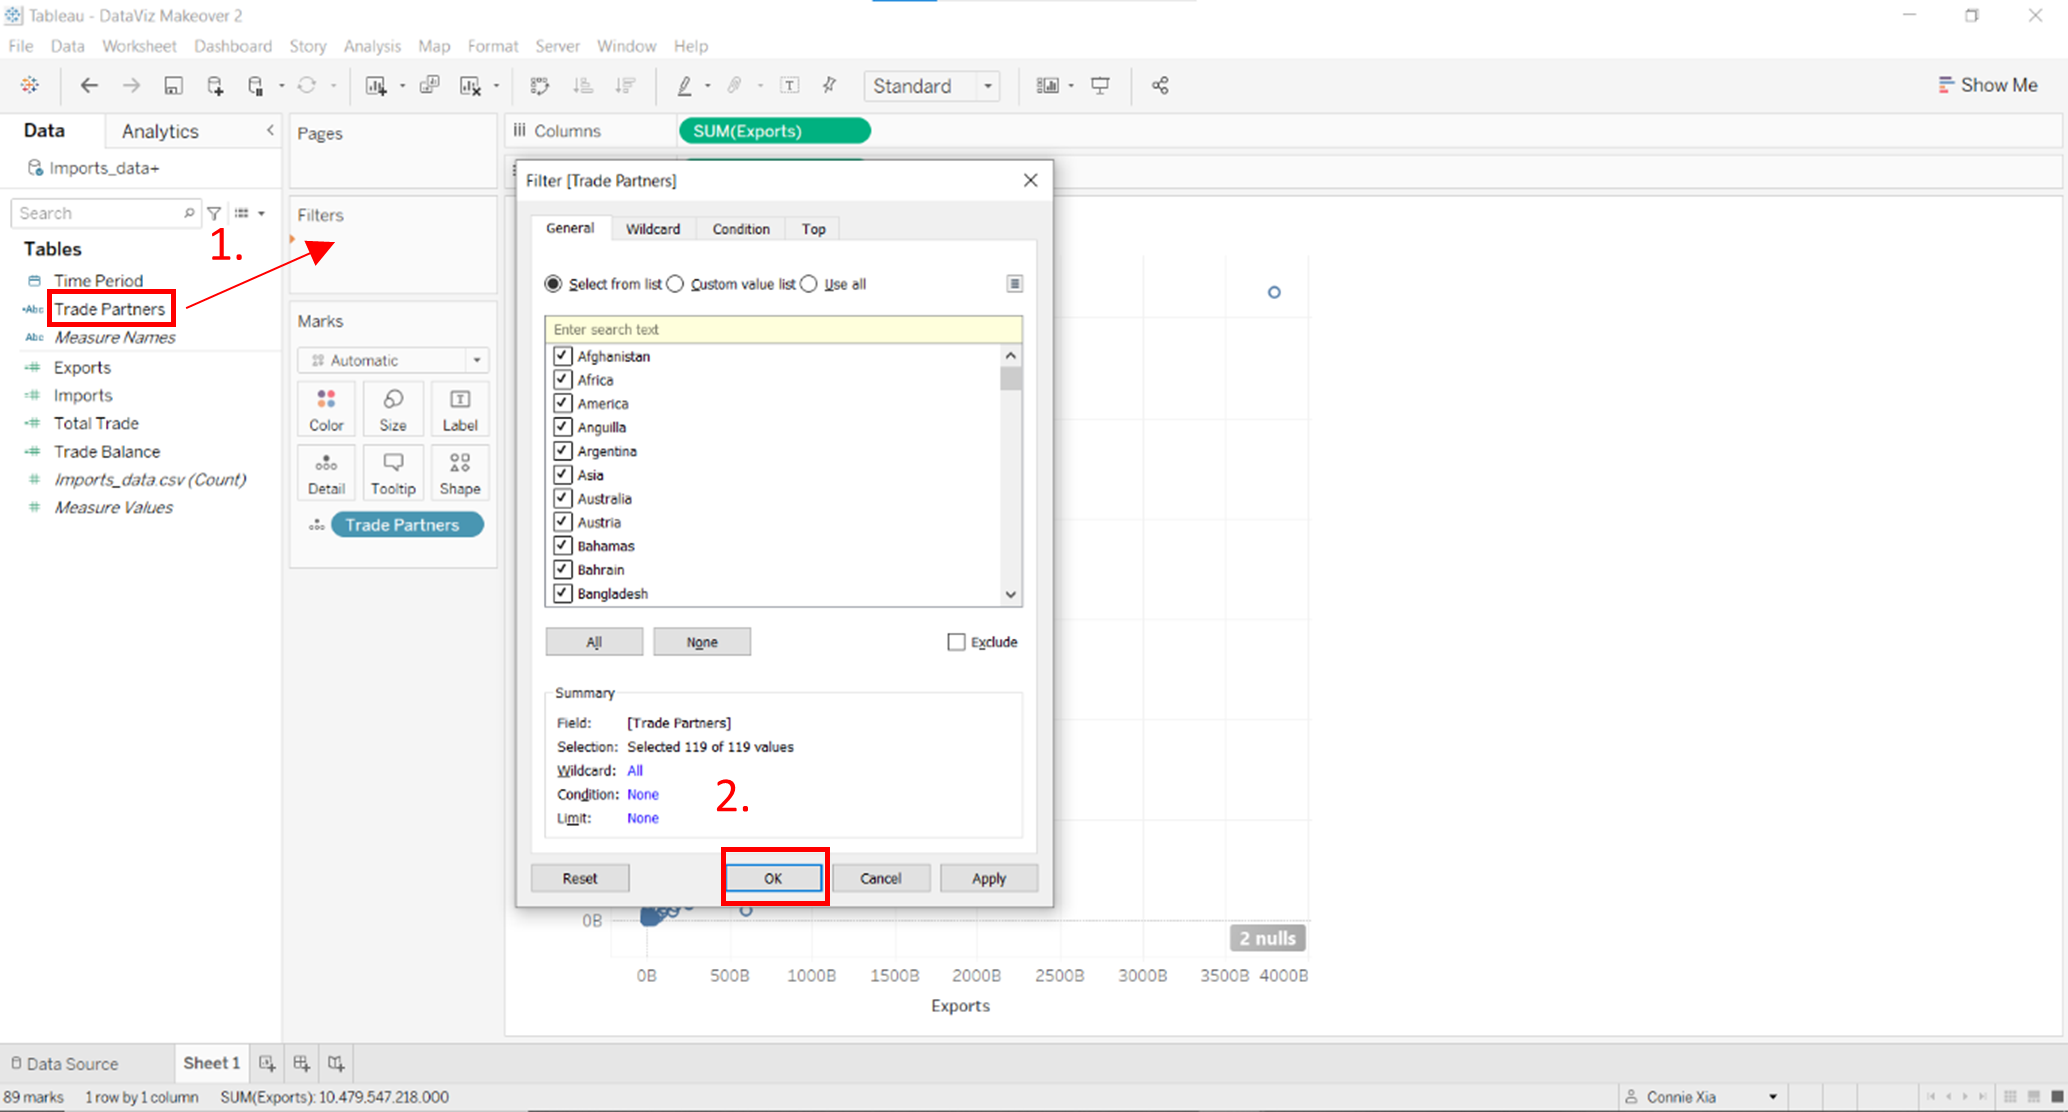 Tableau - DataViz Makeover 2
File Data Worksheet Dashboard Story Analysis Map Format Server Window Help
Standard
Show Me
Data
Analytics
Pages
Columns
SUM(Exports)
Imports_data+
Search
Filters
1.
Tables
Time Period
Abc Trade Partners
Abc Measure Names
Exports
Imports
Total Trade
Trade Balance
Imports_data.csv (Count)
Measure Values
Marks
Automatic
Color Size Label
Detail Tooltip Shape
Trade Partners
Filter [Trade Partners]
General Wildcard Condition Top
Select from list Custom value list Use all
Enter search text
Afghanistan
Africa
America
Anguilla
Argentina
Asia
Australia
Austria
Bahamas
Bahrain
Bangladesh
All None Exclude
Summary
Field: [Trade Partners]
Selection: Selected 119 of 119 values
Wildcard: All
Condition: None
Limit: None
2.
Reset OK Cancel Apply
0B
2 nulls
0B 500B 1000B 1500B 2000B 2500B 3000B 3500B 4000B
Exports
Data Source Sheet 1
89 marks 1 row by 1 column SUM(Exports): 10,479,547,218,000
Connie Xia